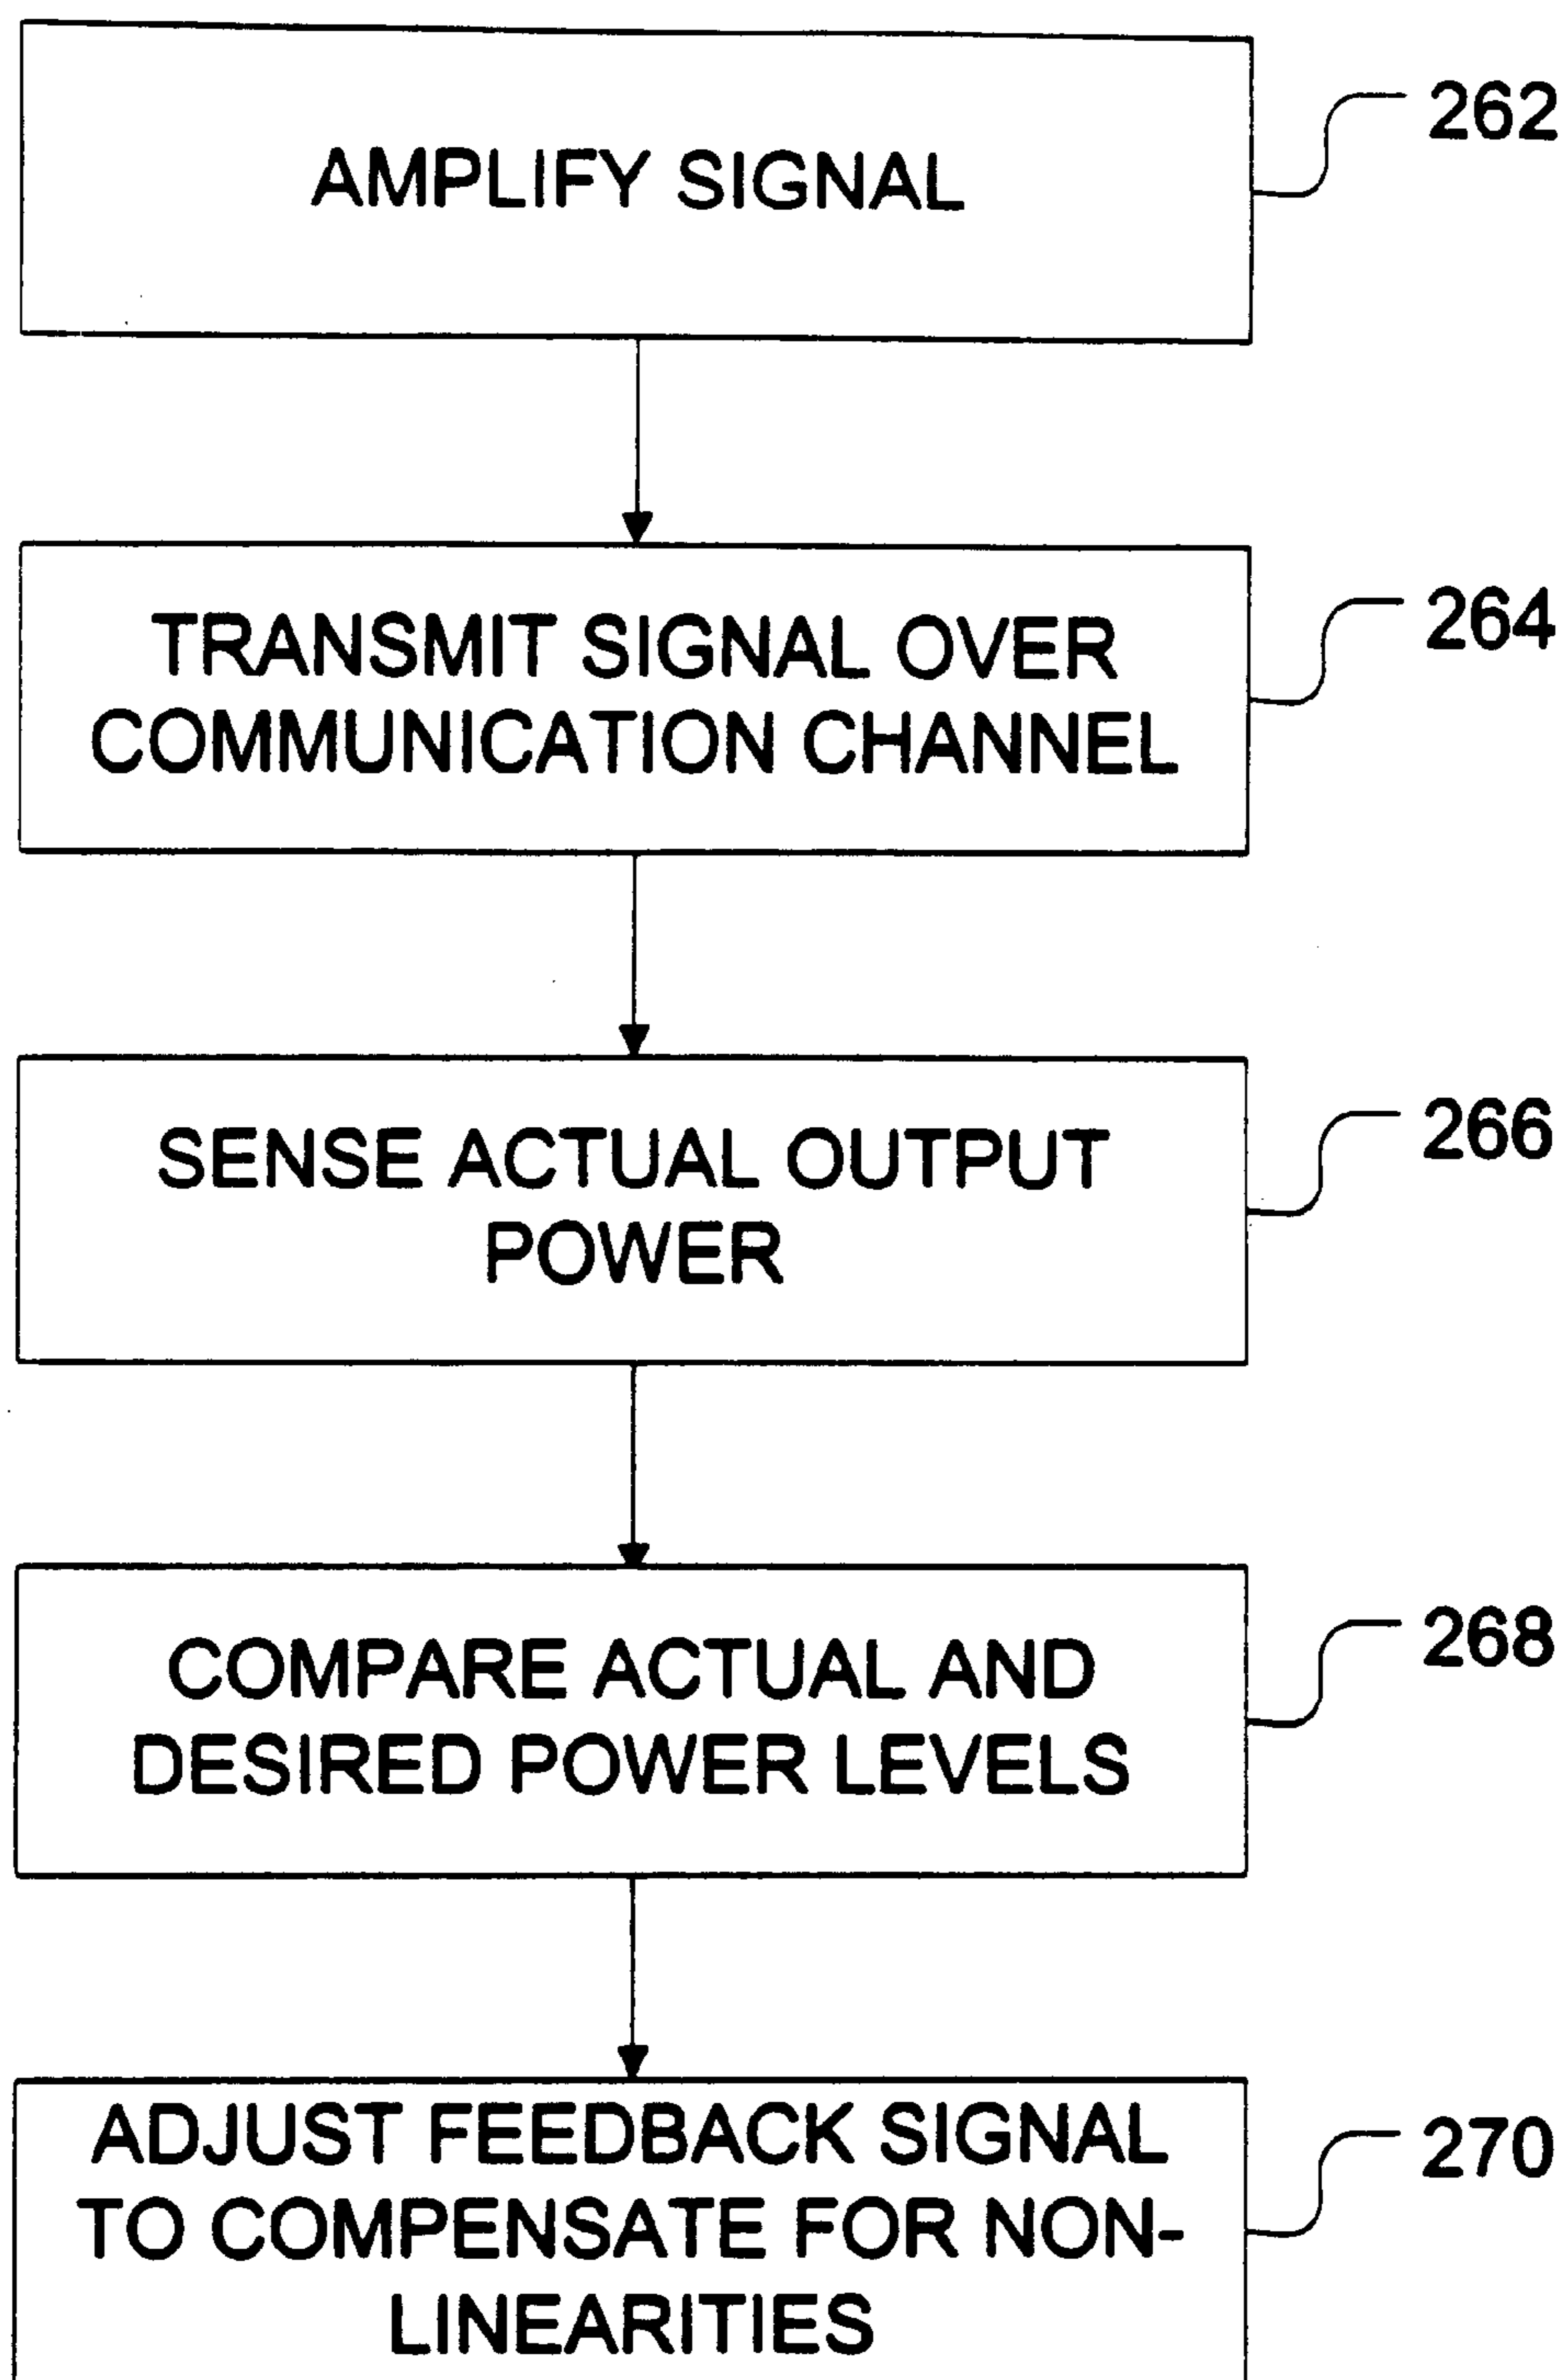 AMPLIFY SIGNAL
262
TRANSMIT SIGNAL OVER
COMMUNICATION CHANNEL
264
SENSE ACTUAL OUTPUT
POWER
266
COMPARE ACTUAL AND
DESIRED POWER LEVELS
268
ADJUST FEEDBACK SIGNAL
TO COMPENSATE FOR NON-
LINEARITIES
270